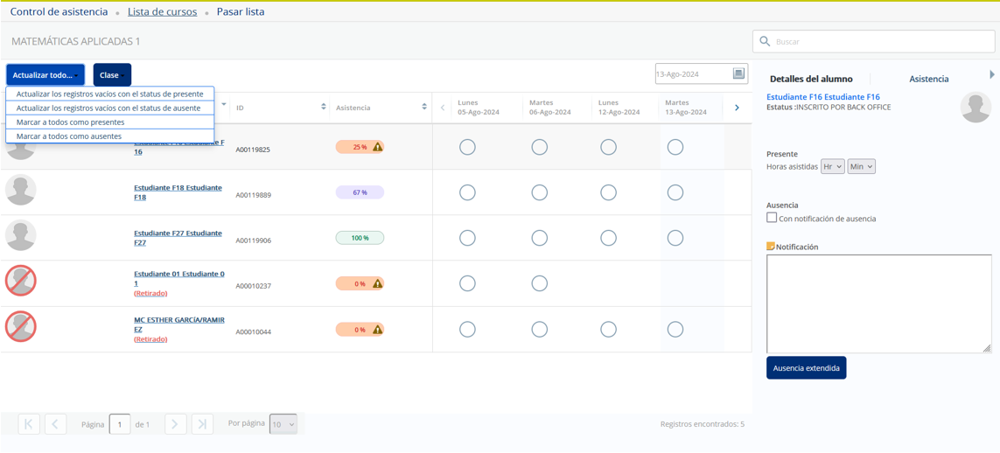 Control de asistencia • Lista de cursos • Pasar lista
MATEMÁTICAS APLICADAS 1
Buscar
Actualizar todo...
Clase
13-Ago-2024
Actualizar los registros vacíos con el status de presente
Actualizar los registros vacíos con el status de ausente
Marcar a todos como presentes
Marcar a todos como ausentes
ID
Asistencia
Lunes
05-Ago-2024
Martes
06-Ago-2024
Lunes
12-Ago-2024
Martes
13-Ago-2024
Estudiante F16 Estudiante F
16
A00119825
25 %
Estudiante F18 Estudiante
F18
A00119889
67 %
Estudiante F27 Estudiante
F27
A00119906
100 %
Estudiante 01 Estudiante 0
1
(Retirado)
A00010237
0 %
MC ESTHER GARCíA/RAMIR
EZ
(Retirado)
A00010044
0 %
Página 1 de 1
Por página 10
Registros encontrados: 5
Detalles del alumno
Asistencia
Estudiante F16 Estudiante F16
Estatus :INSCRITO POR BACK OFFICE
Presente
Horas asistidas Hr Min
Ausencia
Con notificación de ausencia
Notificación
Ausencia extendida